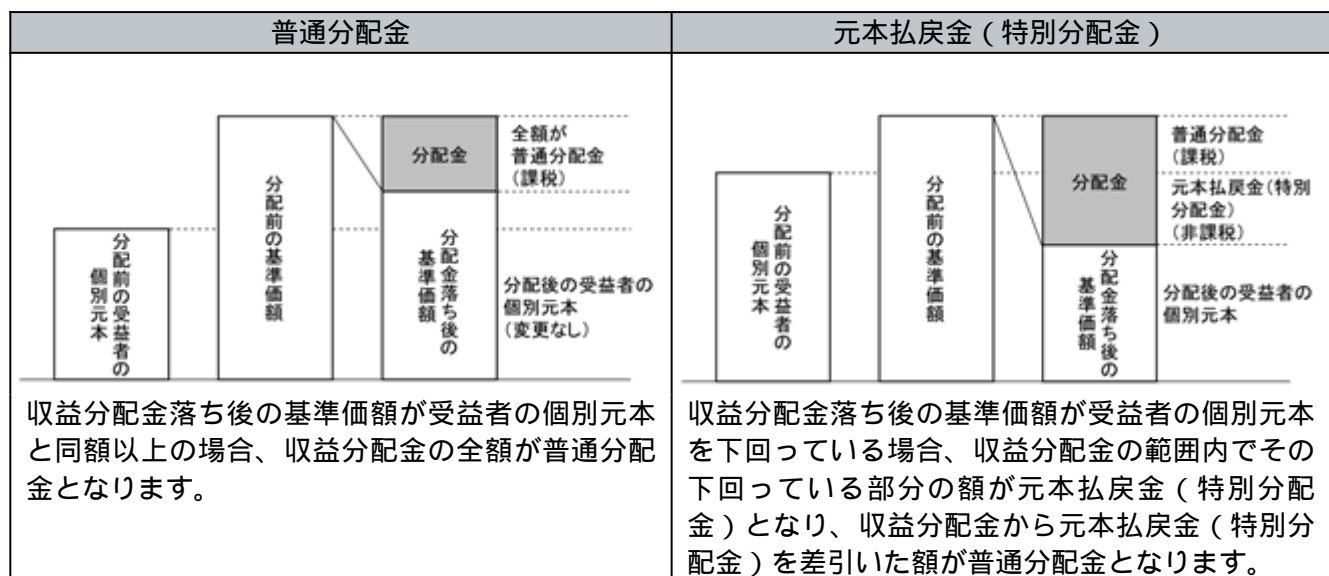 普通分配金
分配前の受益者の
個別元本
分配前の基準価額
分配金
分配金落ち後の
基準価額
全額が
普通分配金
(課税)
分配後の受益者の
個別元本
(変更なし)
収益分配金落ち後の基準価額が受益者の個別元本
と同額以上の場合、収益分配金の全額が普通分配
金となります。
元本払戻金(特別分配金)
分配前の受益者の
個別元本
分配前の基準価額
分配金
分配金落ち後の
基準価額
普通分配金
(課税)
元本払戻金(特別
分配金)
(非課税)
分配後の受益者の
個別元本
収益分配金落ち後の基準価額が受益者の個別元本
を下回っている場合、収益分配金の範囲内でその
下回っている部分の額が元本払戻金(特別分配
金)となり、収益分配金から元本払戻金(特別分
配金)を差引いた額が普通分配金となります。